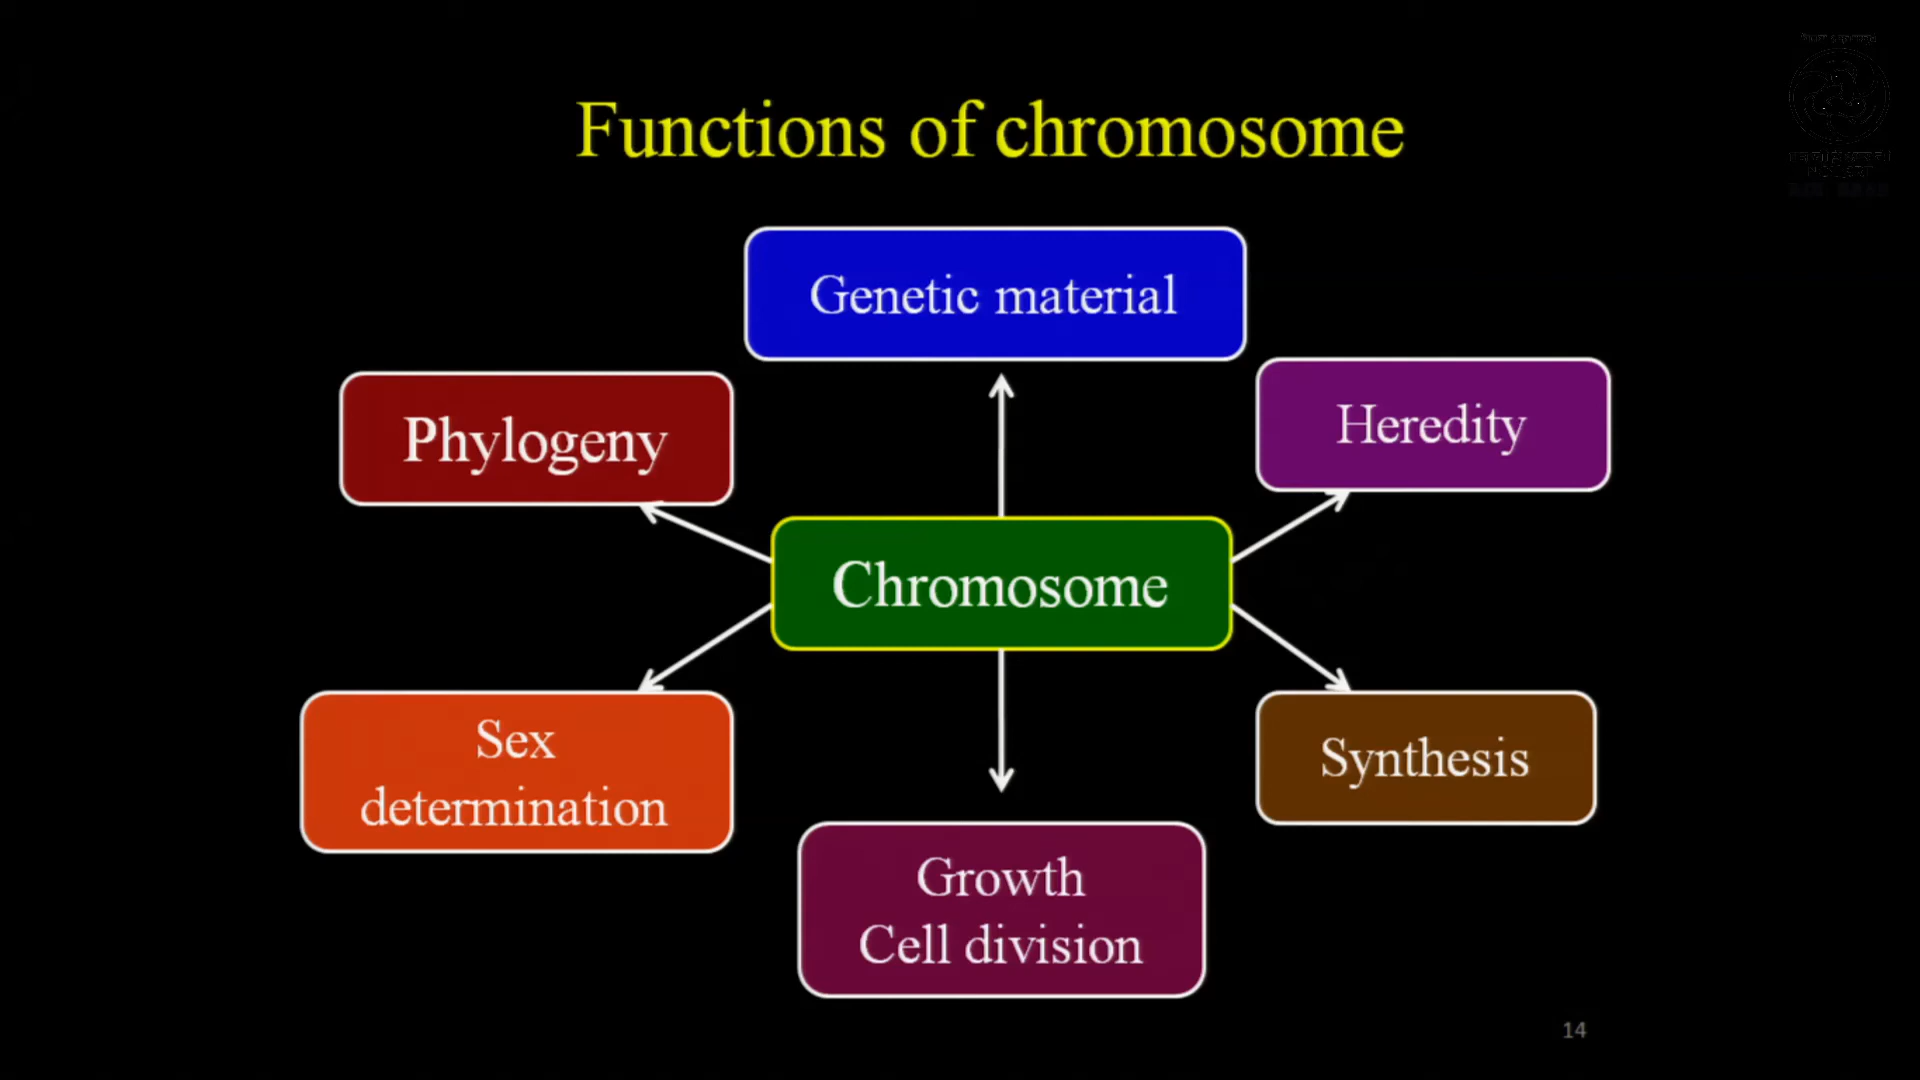 Functions of chromosome
Genetic material
Phylogeny
Heredity
Chromosome
Sex
determination
Synthesis
Growth
Cell division
14